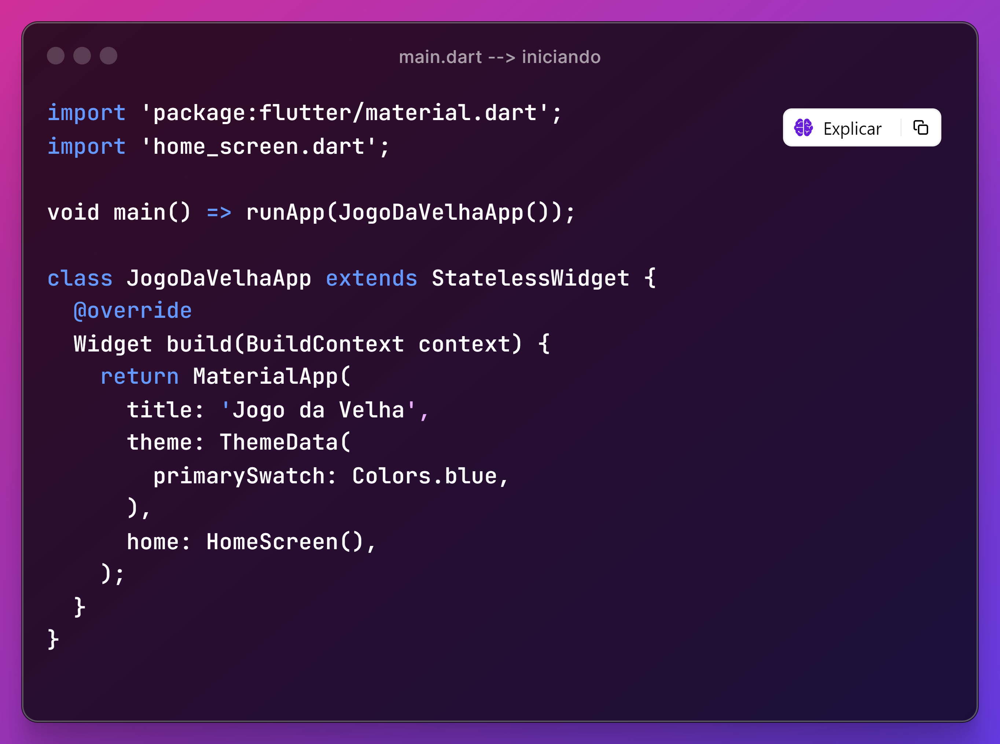 main.dart --> iniciando
import 'package:flutter/material.dart';
Explicar
import 'home_screen.dart';
void main() => runApp(JogoDaVelhaApp());
class JogoDaVelhaApp extends StatelessWidget {
  @override
  Widget build(BuildContext context) {
    return MaterialApp(
      title: 'Jogo da Velha',
      theme: ThemeData(
        primarySwatch: Colors.blue,
      ),
      home: HomeScreen(),
    );
  }
}